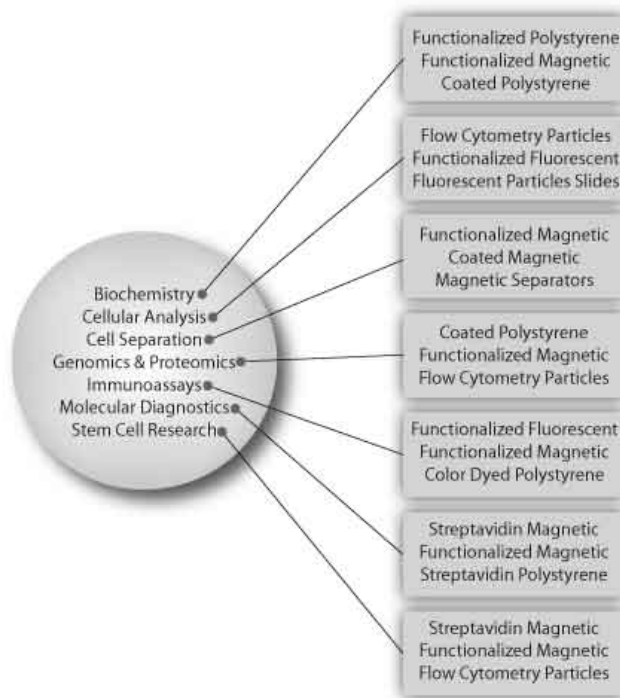 Functionalized Polystyrene
Functionalized Magnetic
Coated Polystyrene
Flow Cytometry Particles
Functionalized Fluorescent
Fluorescent Particles Slides
Functionalized Magnetic
Coated Magnetic
Magnetic Separators
Biochemistry
Cellular Analysis
Cell Separation
Genomics & Proteomics
Immunoassays
Molecular Diagnostics
Stem Cell Research
Coated Polystyrene
Functionalized Magnetic
Flow Cytometry Particles
Functionalized Fluorescent
Functionalized Magnetic
Color Dyed Polystyrene
Streptavidin Magnetic
Functionalized Magnetic
Streptavidin Polystyrene
Streptavidin Magnetic
Functionalized Magnetic
Flow Cytometry Particles